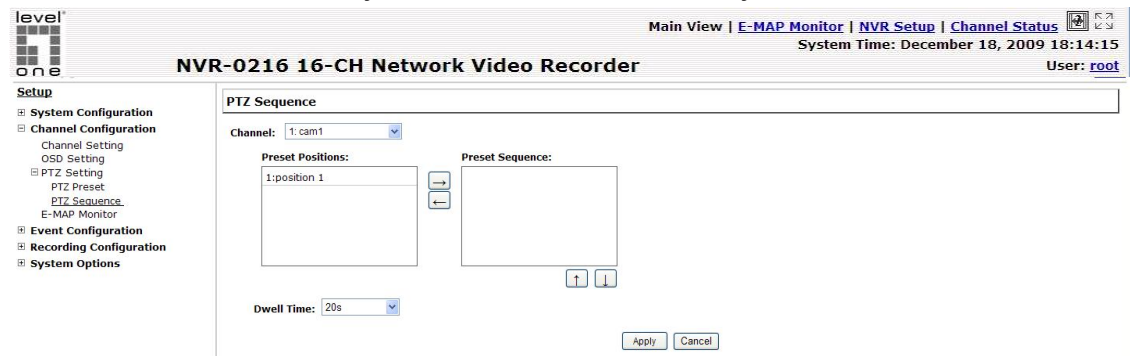 level
one
Main View | E-MAP Monitor | NVR Setup | Channel Status
System Time: December 18, 2009 18:14:15
NVR-0216 16-CH Network Video Recorder
User: root
Setup
System Configuration
Channel Configuration
Channel Setting
OSD Setting
PTZ Setting
PTZ Preset
PTZ Sequence
E-MAP Monitor
Event Configuration
Recording Configuration
System Options
PTZ Sequence
Channel: 1: cam1
Preset Positions: Preset Sequence:
1:position 1
→
←
↑ ↓
Dwell Time: 20s
Apply Cancel